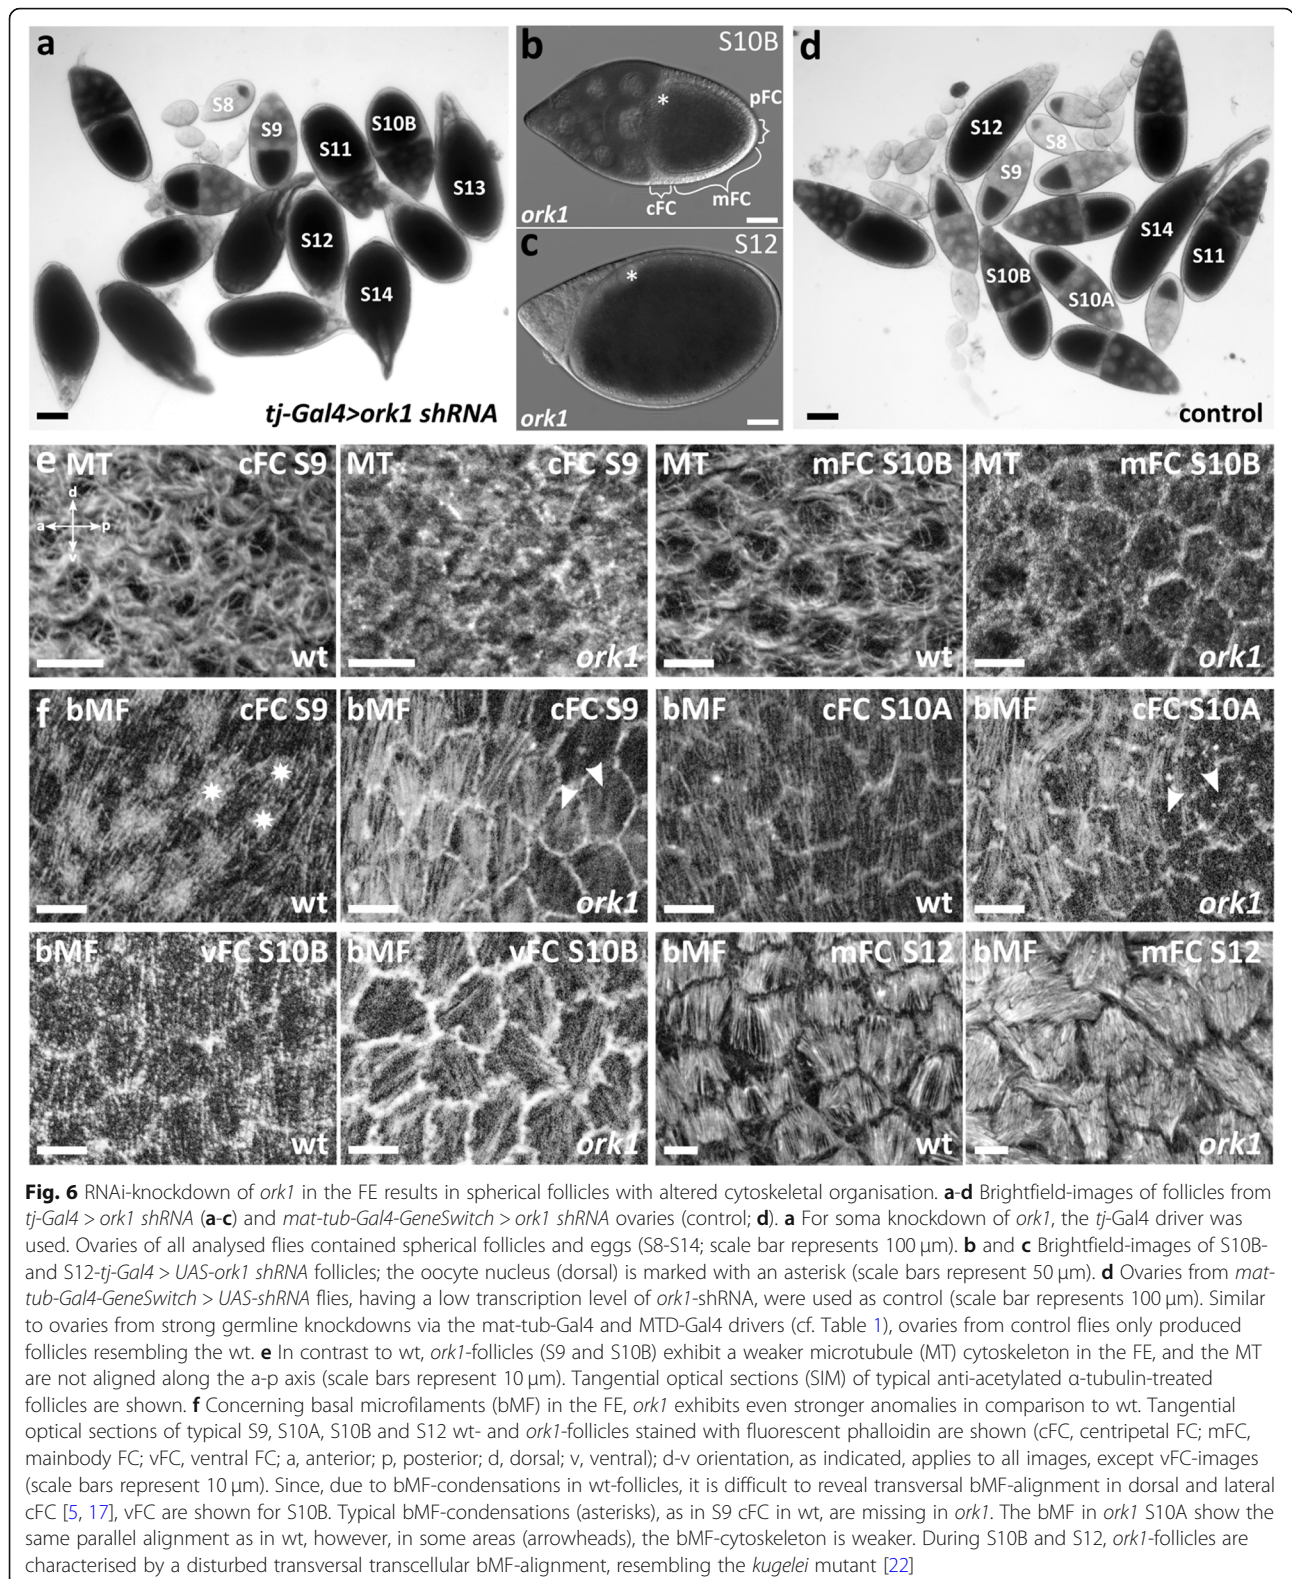 a
S8
S9
S11
S10B
S13
S12
S14
tj-Gal4>ork1 shRNA
b
S10B
*
pFC
cFC
mFC
ork1
c
S12
*
ork1
d
S12
S8
S9
S14
S11
S10B
S10A
control
e MT cFC S9
d
a p
v
wt
MT cFC S9
ork1
MT mFC S10B
wt
MT mFC S10B
ork1
f bMF cFC S9
wt
bMF cFC S9
ork1
bMF cFC S10A
wt
bMF cFC S10A
ork1
bMF vFC S10B
wt
bMF vFC S10B
ork1
bMF mFC S12
wt
bMF mFC S12
ork1
Fig. 6 RNAi-knockdown of ork1 in the FE results in spherical follicles with altered cytoskeletal organisation. a-d Brightfield-images of follicles from
tj-Gal4 > ork1 shRNA (a-c) and mat-tub-Gal4-GeneSwitch > ork1 shRNA ovaries (control; d). a For soma knockdown of ork1, the tj-Gal4 driver was
used. Ovaries of all analysed flies contained spherical follicles and eggs (S8-S14; scale bar represents 100 μm). b and c Brightfield-images of S10B-
and S12-tj-Gal4 > UAS-ork1 shRNA follicles; the oocyte nucleus (dorsal) is marked with an asterisk (scale bars represent 50 μm). d Ovaries from mat-
tub-Gal4-GeneSwitch > UAS-shRNA flies, having a low transcription level of ork1-shRNA, were used as control (scale bar represents 100 μm). Similar
to ovaries from strong germline knockdowns via the mat-tub-Gal4 and MTD-Gal4 drivers (cf. Table 1), ovaries from control flies only produced
follicles resembling the wt. e In contrast to wt, ork1-follicles (S9 and S10B) exhibit a weaker microtubule (MT) cytoskeleton in the FE, and the MT
are not aligned along the a-p axis (scale bars represent 10 μm). Tangential optical sections (SIM) of typical anti-acetylated α-tubulin-treated
follicles are shown. f Concerning basal microfilaments (bMF) in the FE, ork1 exhibits even stronger anomalies in comparison to wt. Tangential
optical sections of typical S9, S10A, S10B and S12 wt- and ork1-follicles stained with fluorescent phalloidin are shown (cFC, centripetal FC; mFC,
mainbody FC; vFC, ventral FC; a, anterior; p, posterior; d, dorsal; v, ventral); d-v orientation, as indicated, applies to all images, except vFC-images
(scale bars represent 10 μm). Since, due to bMF-condensations in wt-follicles, it is difficult to reveal transversal bMF-alignment in dorsal and lateral
cFC [5, 17], vFC are shown for S10B. Typical bMF-condensations (asterisks), as in S9 cFC in wt, are missing in ork1. The bMF in ork1 S10A show the
same parallel alignment as in wt, however, in some areas (arrowheads), the bMF-cytoskeleton is weaker. During S10B and S12, ork1-follicles are
characterised by a disturbed transversal transcellular bMF-alignment, resembling the kugelei mutant [22]